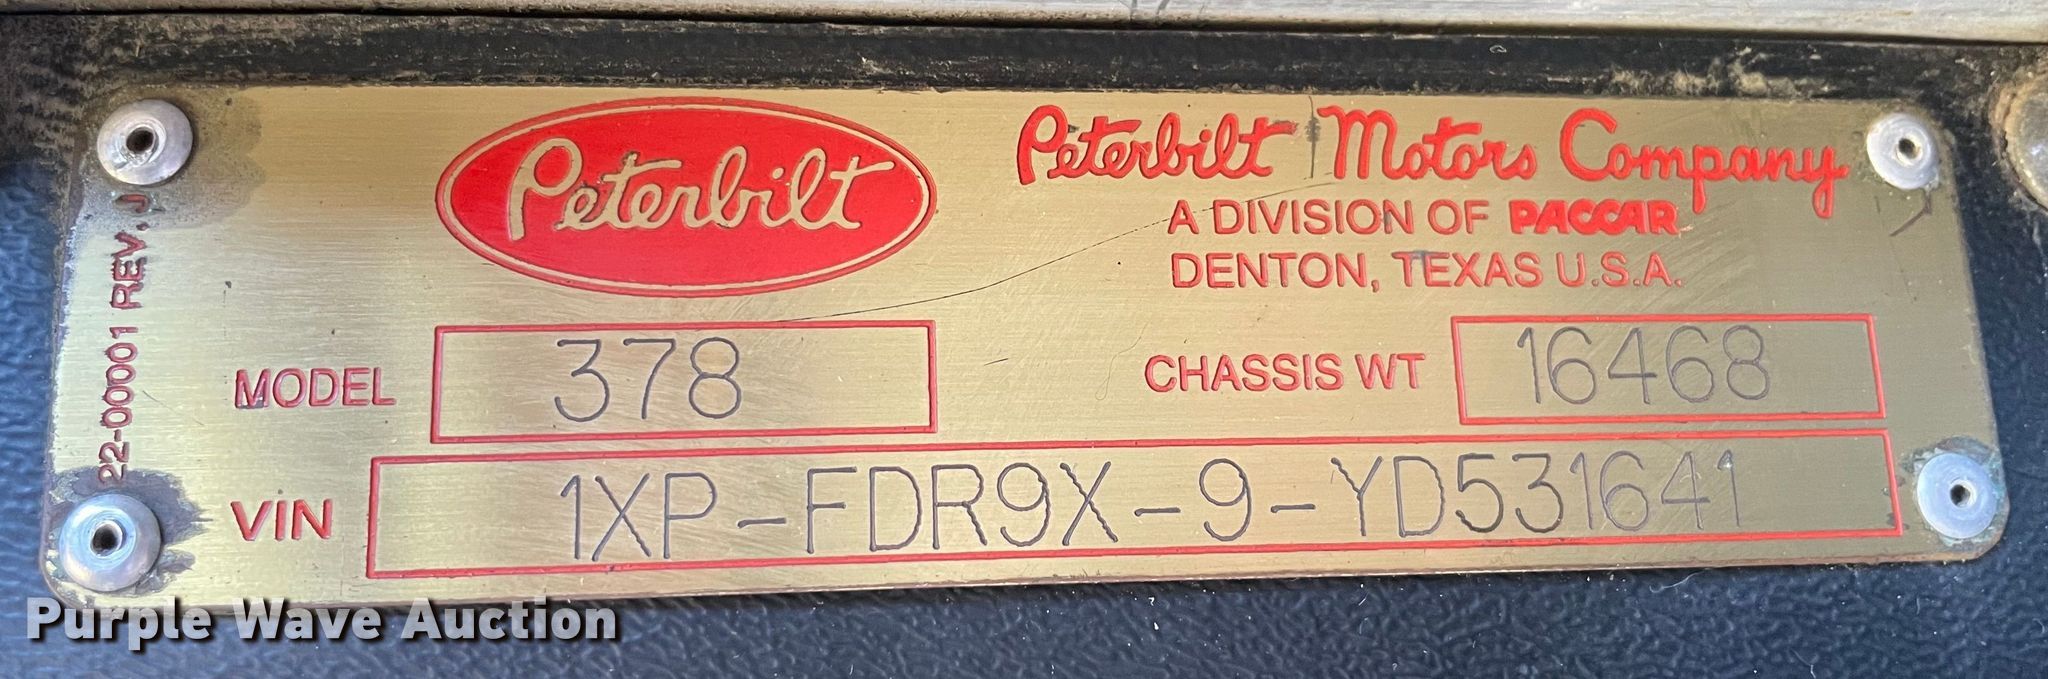 Peterbilt
Peterbilt Motors Company
A DIVISION OF PACCAR
DENTON, TEXAS U.S.A.
22-00001 REV. J
MODEL 378
CHASSIS WT 16468
VIN 1XP-FDR9X-9-YD531641
Purple Wave Auction